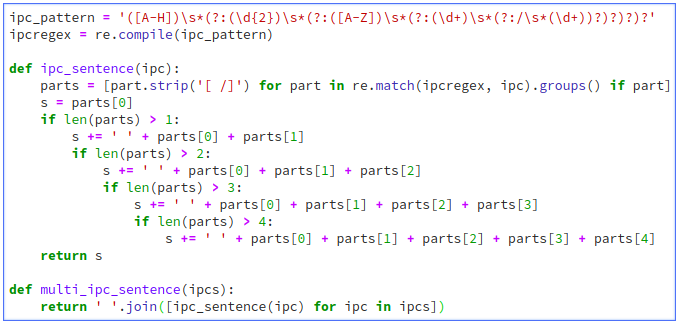 ipc_pattern = '([A-H])\s*(?:(\d{2})\s*(?:([A-Z])\s*(?:(\d+)\s*(?:/\s*(\d+))?)?)?)?'
ipcregex = re.compile(ipc_pattern)

def ipc_sentence(ipc):
    parts = [part.strip('[ /]') for part in re.match(ipcregex, ipc).groups() if part]
    s = parts[0]
    if len(parts) > 1:
        s += ' ' + parts[0] + parts[1]
        if len(parts) > 2:
            s += ' ' + parts[0] + parts[1] + parts[2]
            if len(parts) > 3:
                s += ' ' + parts[0] + parts[1] + parts[2] + parts[3]
                if len(parts) > 4:
                    s += ' ' + parts[0] + parts[1] + parts[2] + parts[3] + parts[4]
    return s

def multi_ipc_sentence(ipcs):
    return ' '.join([ipc_sentence(ipc) for ipc in ipcs])